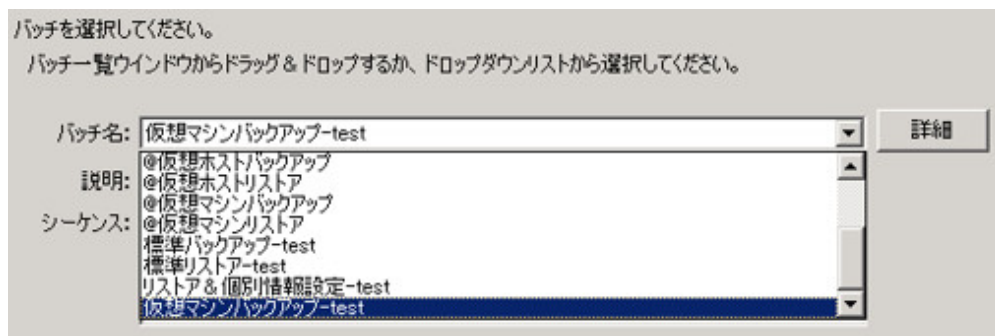 バッチを選択してください。
バッチ一覧ウインドウからドラッグ＆ドロップするか、ドロップダウンリストから選択してください。
バッチ名: 仮想マシンバックアップ-test 詳細
@仮想ホストバックアップ
説明: @仮想ホストリストア
@仮想マシンバックアップ
シーケンス: @仮想マシンリストア
標準バックアップ-test
標準リストア-test
リストア＆個別情報設定-test
仮想マシンバックアップ-test